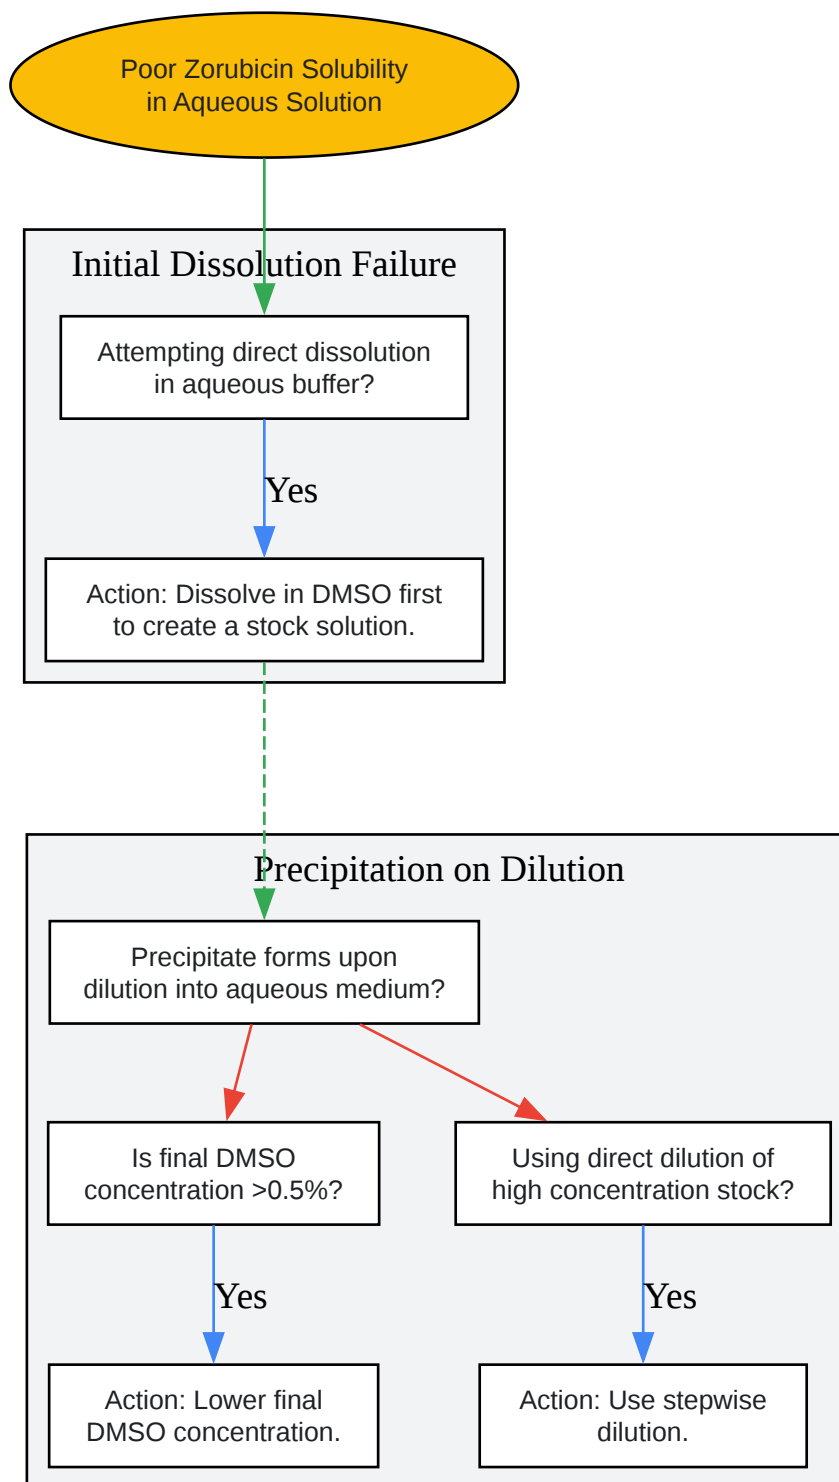 Poor Zorubicin Solubility
in Aqueous Solution
Initial Dissolution Failure
Attempting direct dissolution
in aqueous buffer?
Yes
Action: Dissolve in DMSO first
to create a stock solution.
Precipitation on Dilution
Precipitate forms upon
dilution into aqueous medium?
Is final DMSO
concentration >0.5%?
Using direct dilution of
high concentration stock?
Yes
Yes
Action: Lower final
DMSO concentration.
Action: Use stepwise
dilution.